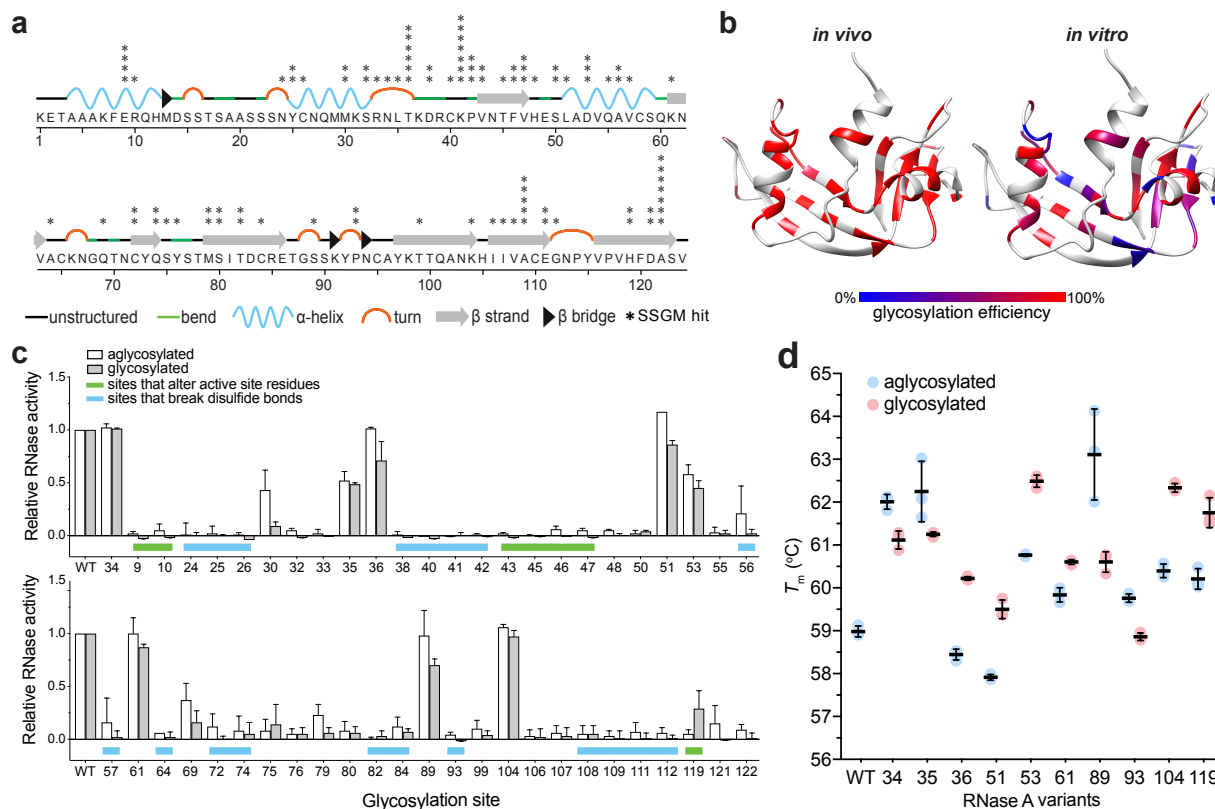 a
KETAAAKFERQHMDSSTSAASSSNYCNQMMKSRNLTKDRCKPVNTFVHESLADVQAVCSQKN
1 10 20 30 40 50 60
VACKNGQTNCYQSYSTMSITDCRETGSSKYPNCAYKTTQANKHIIVACEGNPYVPVHFDASV
70 80 90 100 110 120
unstructured bend α-helix turn β strand β bridge * SSGM hit
b
in vivo in vitro
0% 100%
glycosylation efficiency
c
aglycosylated
glycosylated
sites that alter active site residues
sites that break disulfide bonds
Relative RNase activity
1.5
1.0
0.5
0.0
WT 34 9 10 24 25 26 30 32 33 35 36 38 40 41 42 43 45 46 47 48 50 51 53 55 56
Relative RNase activity
1.5
1.0
0.5
0.0
WT 57 61 64 69 72 74 75 76 79 80 82 84 89 93 99 104 106 107 108 109 111 112 119 121 122
Glycosylation site
d
aglycosylated
glycosylated
Tm (°C)
65
64
63
62
61
60
59
58
57
56
WT 34 35 36 51 53 61 89 93 104 119
RNase A variants